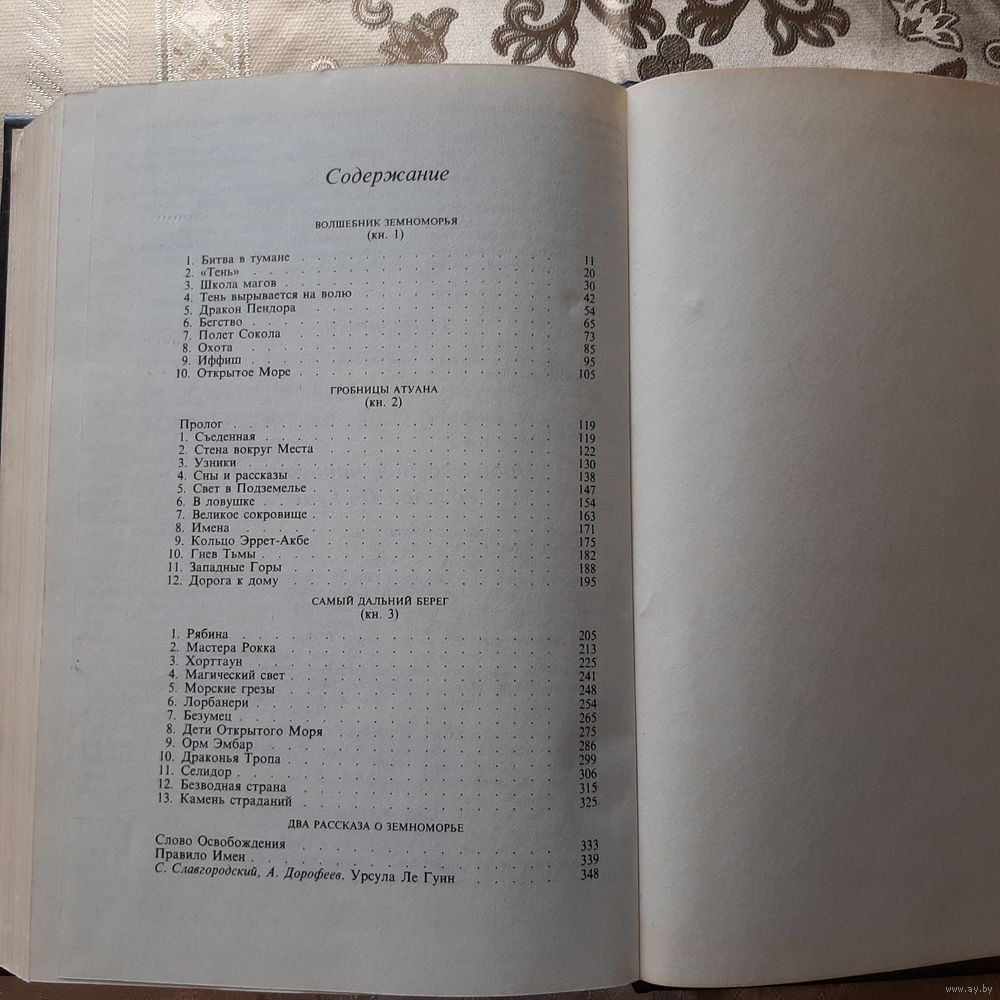 Содержание
ВОЛШЕБНИК ЗЕМНОМОРЬЯ
(кн. 1)
1. Битва в тумане . . . . . . . . . . . 11
2. «Тень» . . . . . . . . . . . 20
3. Школа магов . . . . . . . . . . . 30
4. Тень вырывается на волю . . . . . . . . . . . 42
5. Дракон Пендора . . . . . . . . . . . 54
6. Бегство . . . . . . . . . . . 65
7. Полет Сокола . . . . . . . . . . . 73
8. Охота . . . . . . . . . . . 85
9. Иффиш . . . . . . . . . . . 95
10. Открытое Море . . . . . . . . . . . 105
ГРОБНИЦЫ АТУАНА
(кн. 2)
Пролог . . . . . . . . . . . 119
1. Съеденная . . . . . . . . . . . 119
2. Стена вокруг Места . . . . . . . . . . . 122
3. Узники . . . . . . . . . . . 130
4. Сны и рассказы . . . . . . . . . . . 138
5. Свет в Подземелье . . . . . . . . . . . 147
6. В ловушке . . . . . . . . . . . 154
7. Великое сокровище . . . . . . . . . . . 163
8. Имена . . . . . . . . . . . 171
9. Кольцо Эррет-Акбе . . . . . . . . . . . 175
10. Гнев Тьмы . . . . . . . . . . . 182
11. Западные Горы . . . . . . . . . . . 188
12. Дорога к дому . . . . . . . . . . . 195
САМЫЙ ДАЛЬНИЙ БЕРЕГ
(кн. 3)
1. Рябина . . . . . . . . . . . 205
2. Мастера Рокка . . . . . . . . . . . 213
3. Хорттаун . . . . . . . . . . . 225
4. Магический свет . . . . . . . . . . . 241
5. Морские грезы . . . . . . . . . . . 248
6. Лорбанери . . . . . . . . . . . 254
7. Безумец . . . . . . . . . . . 265
8. Дети Открытого Моря . . . . . . . . . . . 275
9. Орм Эмбар . . . . . . . . . . . 286
10. Драконья Тропа . . . . . . . . . . . 299
11. Селидор . . . . . . . . . . . 306
12. Безводная страна . . . . . . . . . . . 315
13. Камень страданий . . . . . . . . . . . 325
ДВА РАССКАЗА О ЗЕМНОМОРЬЕ
Слово Освобождения . . . . . . . . . . . 333
Правило Имен . . . . . . . . . . . 339
С. Славгородский, А. Дорофеев. Урсула Ле Гуин . . . . . 348
www.ay.by